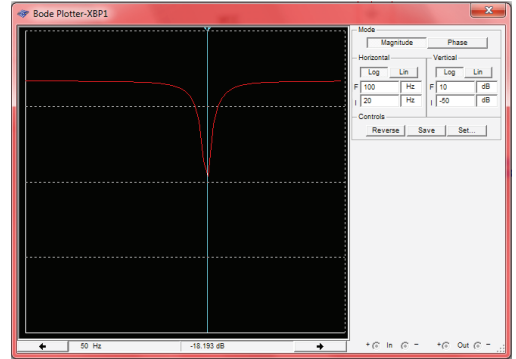 Bode Plotter-XBP1
Mode
Magnitude Phase
Horizontal Vertical
Log Lin Log Lin
F 100 Hz F 10 dB
I 20 Hz I -50 dB
Controls
Reverse Save Set...
50 Hz -18.193 dB
+ In - + Out -